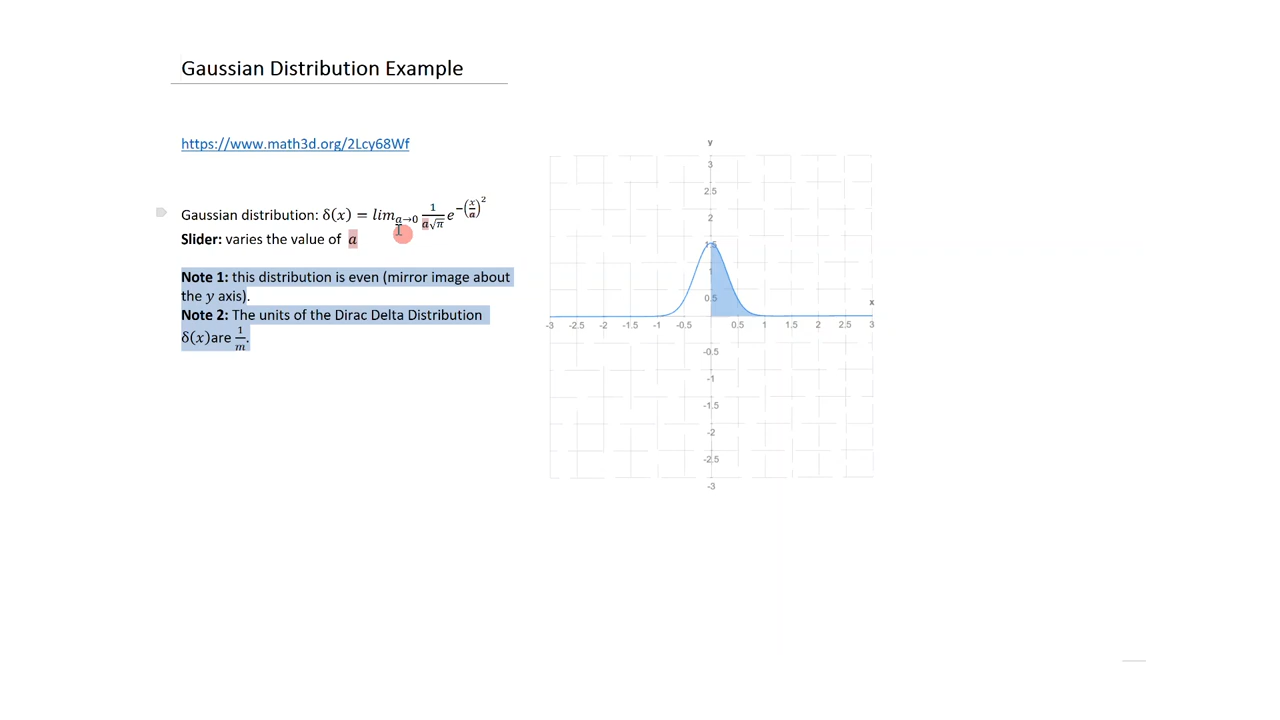 Gaussian Distribution Example
https://www.math3d.org/2Lcy68Wf
Gaussian distribution: δ(x) = lim_{a→0} \frac{1}{a√π} e^{-(\frac{x}{a})^2}
Slider: varies the value of a
Note 1: this distribution is even (mirror image about
the y axis).
Note 2: The units of the Dirac Delta Distribution
δ(x)are \frac{1}{m}.
y
3
2.5
2
1.5
1
0.5
x
-3 -2.5 -2 -1.5 -1 -0.5 0.5 1 1.5 2 2.5 3
-0.5
-1
-1.5
-2
-2.5
-3